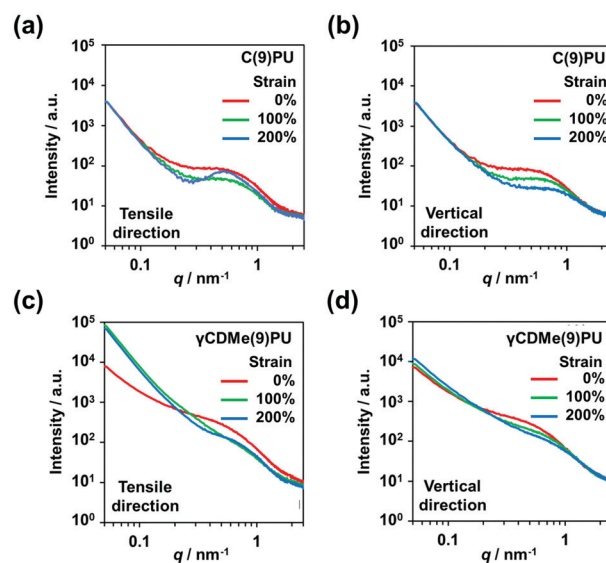 (a)
C(9)PU
Strain
0%
100%
200%
Tensile
direction
Intensity / a.u.
10⁵
10⁴
10³
10²
10¹
10⁰
0.1
1
q / nm⁻¹
(b)
C(9)PU
Strain
0%
100%
200%
Vertical
direction
Intensity / a.u.
10⁵
10⁴
10³
10²
10¹
10⁰
0.1
1
q / nm⁻¹
(c)
γCDMe(9)PU
Strain
0%
100%
200%
Tensile
direction
Intensity / a.u.
10⁵
10⁴
10³
10²
10¹
10⁰
0.1
1
q / nm⁻¹
(d)
γCDMe(9)PU
Strain
0%
100%
200%
Vertical
direction
Intensity / a.u.
10⁵
10⁴
10³
10²
10¹
10⁰
0.1
1
q / nm⁻¹